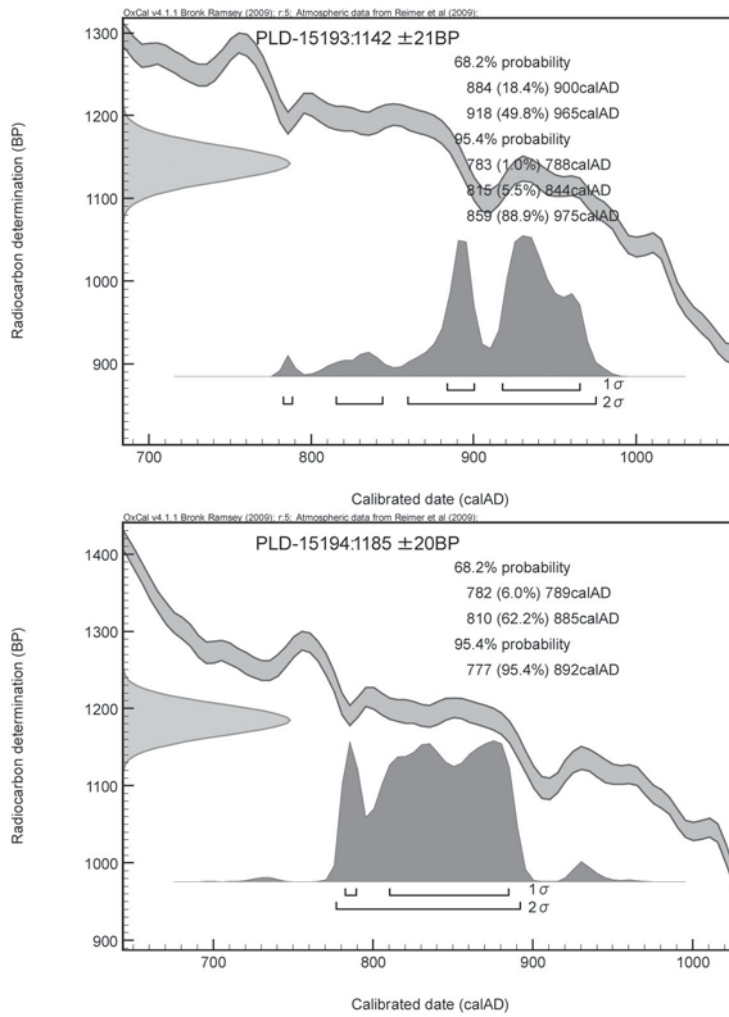 OxCal v4.1.1 Bronk Ramsey (2009); r:5; Atmospheric data from Reimer et al (2009);
PLD-15193:1142 ±21BP
68.2% probability
884 (18.4%) 900calAD
918 (49.8%) 965calAD
95.4% probability
783 (1.0%) 788calAD
815 (5.5%) 844calAD
859 (88.9%) 975calAD
Radiocarbon determination (BP)
1300
1200
1100
1000
900
1σ
2σ
700 800 900 1000
Calibrated date (calAD)
OxCal v4.1.1 Bronk Ramsey (2009); r:5; Atmospheric data from Reimer et al (2009);
PLD-15194:1185 ±20BP
68.2% probability
782 (6.0%) 789calAD
810 (62.2%) 885calAD
95.4% probability
777 (95.4%) 892calAD
Radiocarbon determination (BP)
1400
1300
1200
1100
1000
900
1σ
2σ
700 800 900 1000
Calibrated date (calAD)